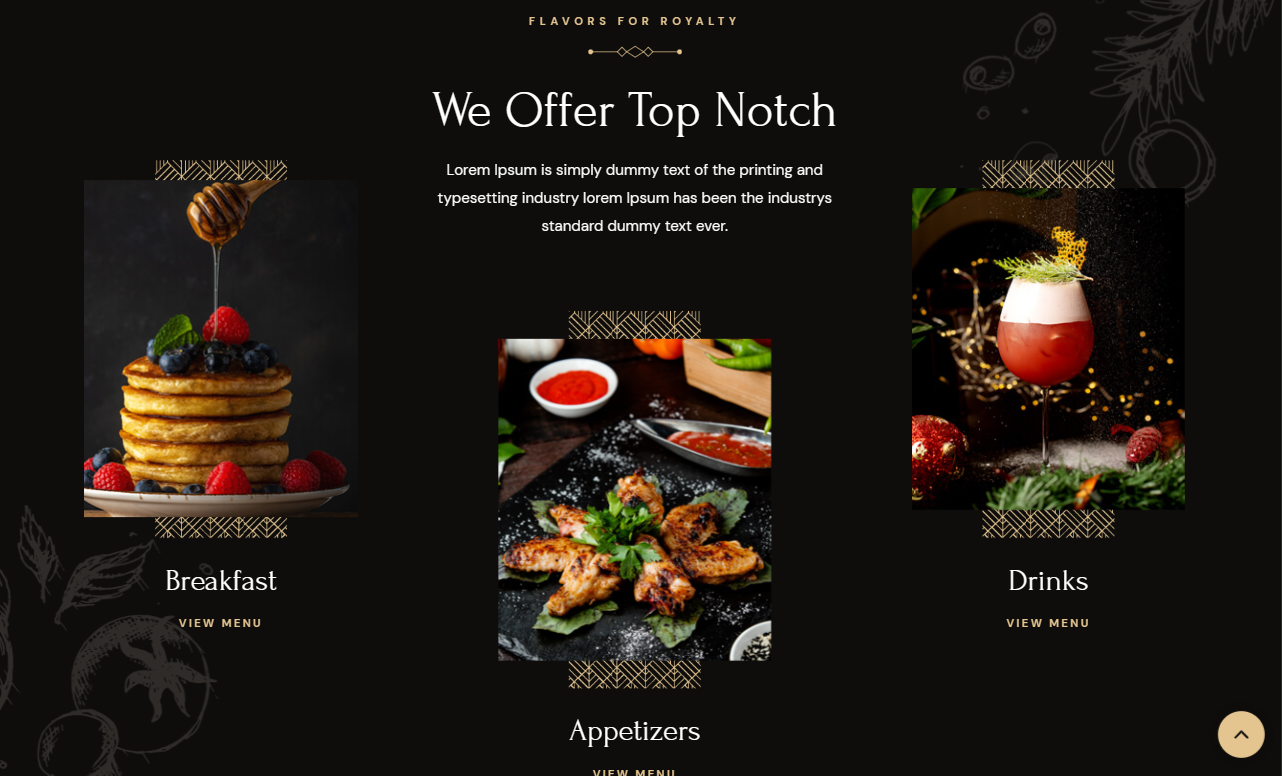 FLAVORS FOR ROYALTY
We Offer Top Notch
Lorem Ipsum is simply dummy text of the printing and
typesetting industry lorem Ipsum has been the industrys
standard dummy text ever.
Breakfast
VIEW MENU
Drinks
VIEW MENU
Appetizers
VIEW MENU